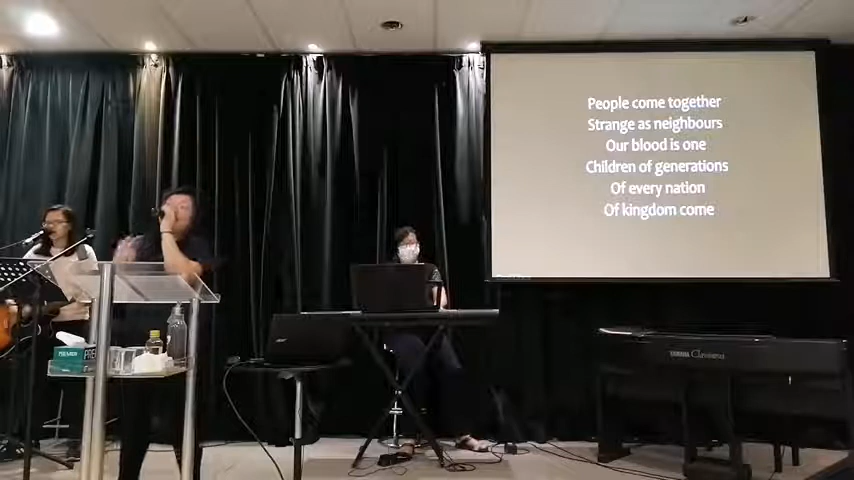 People come together
Strange as neighbours
Our blood is one
Children of generations
Of every nation
Of kingdom come
YAMAHA Clavinova
PREMIER